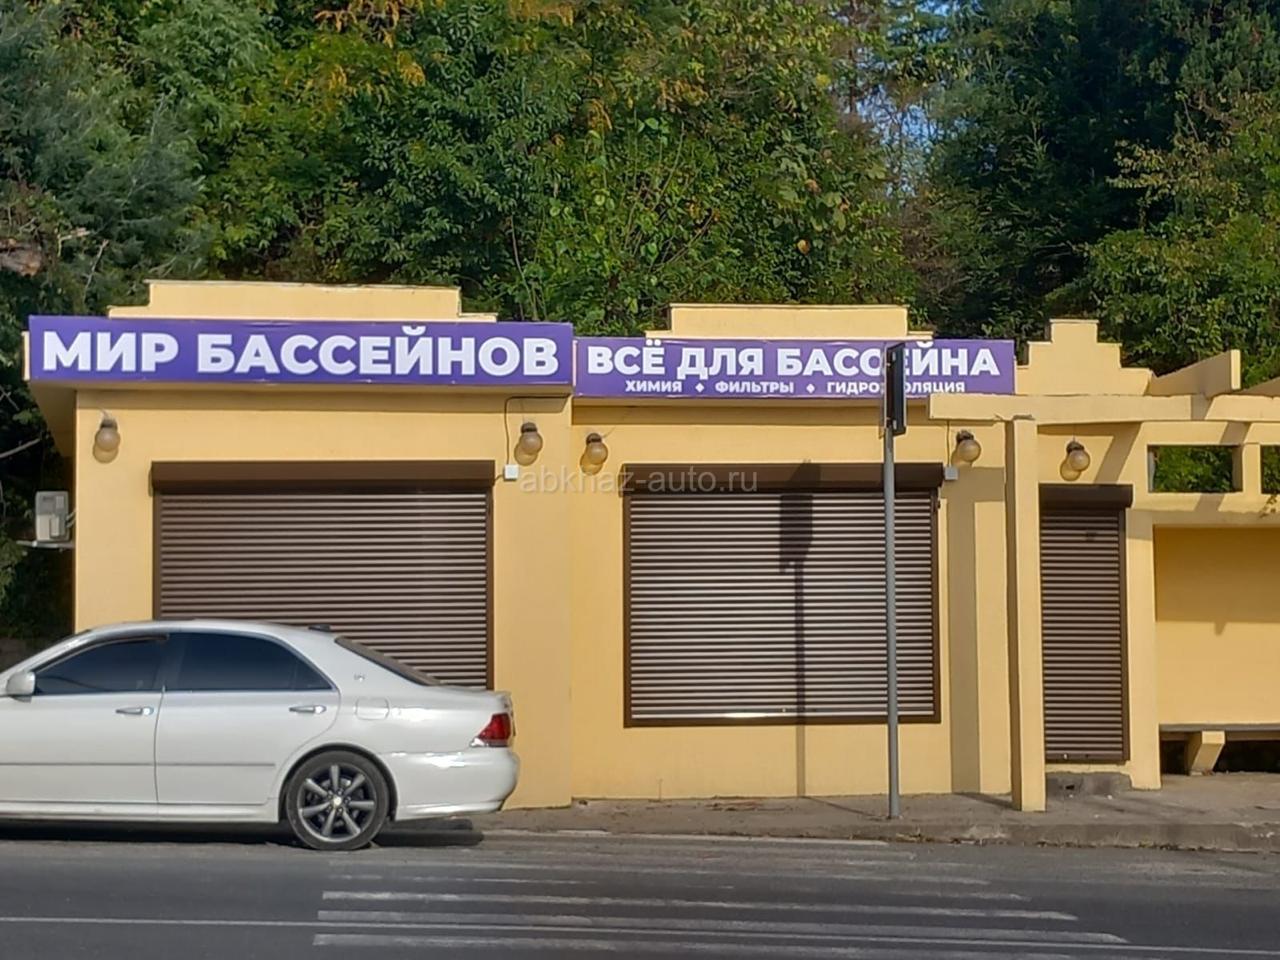 МИР БАССЕЙНОВ
ВСЁ ДЛЯ БАССЕЙНА
ХИМИЯ ◆ ФИЛЬТРЫ ◆ ГИДРОИЗОЛЯЦИЯ
abkhaz-auto.ru